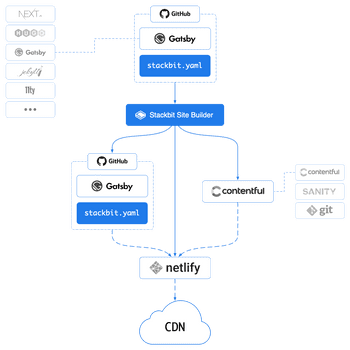 NEXT.
HUGO
Gatsby
jekyll
11ty
GitHub
Gatsby
stackbit.yaml
Stackbit Site Builder
GitHub
Gatsby
stackbit.yaml
contentful
contentful
SANITY
git
netlify
CDN